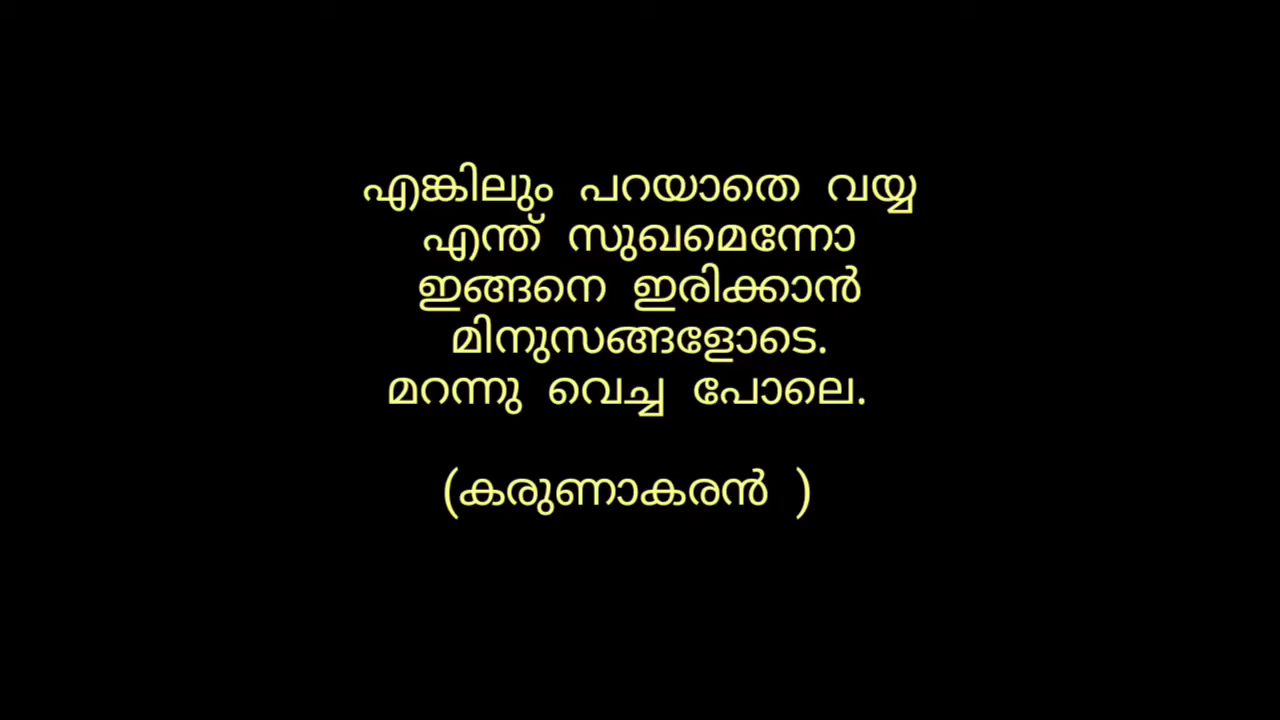 എങ്കിലും പറയാതെ വയ്യ
എന്ത് സുഖമെന്നോ
ഇങ്ങനെ ഇരിക്കാൻ
മിനുസങ്ങളോടെ.
മറന്നു വെച്ച പോലെ.
(കരുണാകരൻ )